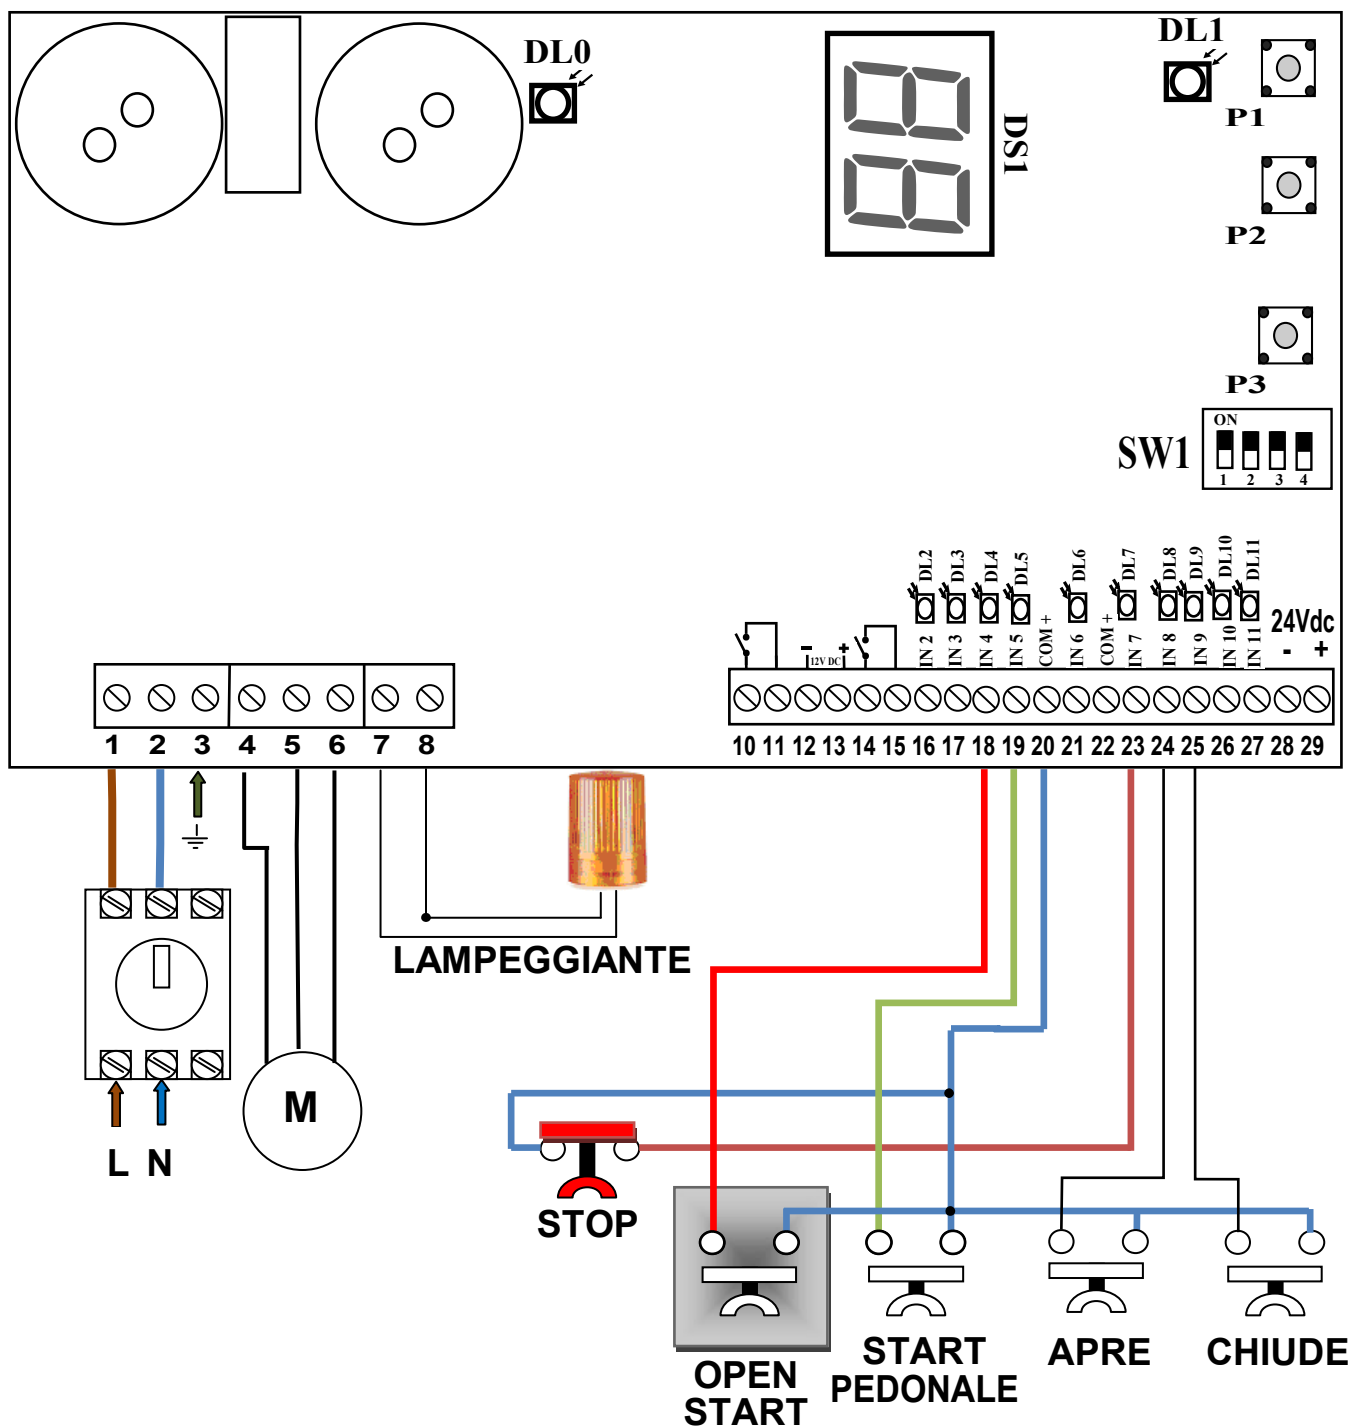 DL0
DL1
P1
DS1
P2
P3
SW1
ON
1 2 3 4
DL2 DL3 DL4 DL5 DL6 DL7 DL8 DL9 DL10 DL11
IN 2 IN 3 IN 4 IN 5 COM + IN 6 COM + IN 7 IN 8 IN 9 IN 10 IN 11
24Vdc
- +
- +
12V DC
1 2 3 4 5 6 7 8
10 11 12 13 14 15 16 17 18 19 20 21 22 23 24 25 26 27 28 29
LAMPEGGIANTE
M
L N
STOP
OPEN
START
START
PEDONALE
APRE
CHIUDE